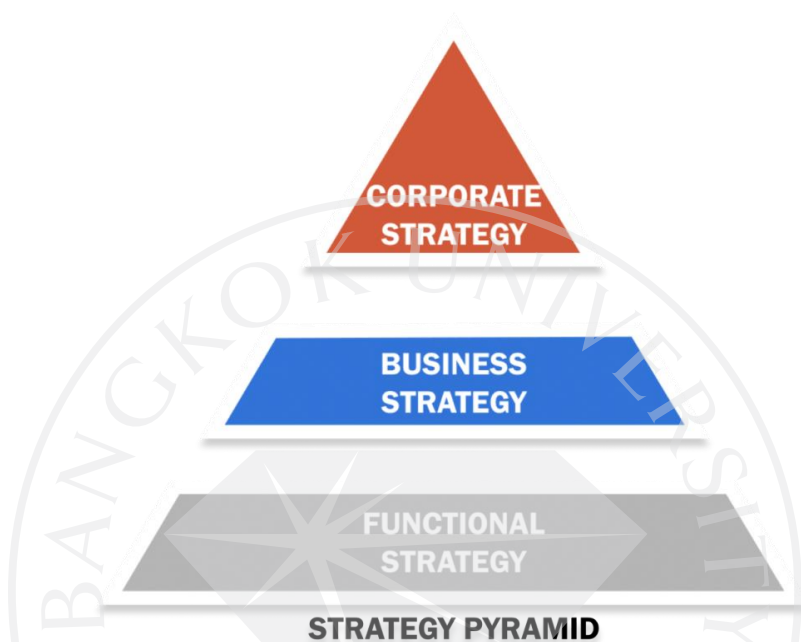 CORPORATE
STRATEGY
BUSINESS
STRATEGY
FUNCTIONAL
STRATEGY
STRATEGY PYRAMID
BANGKOK UNIVERSITY